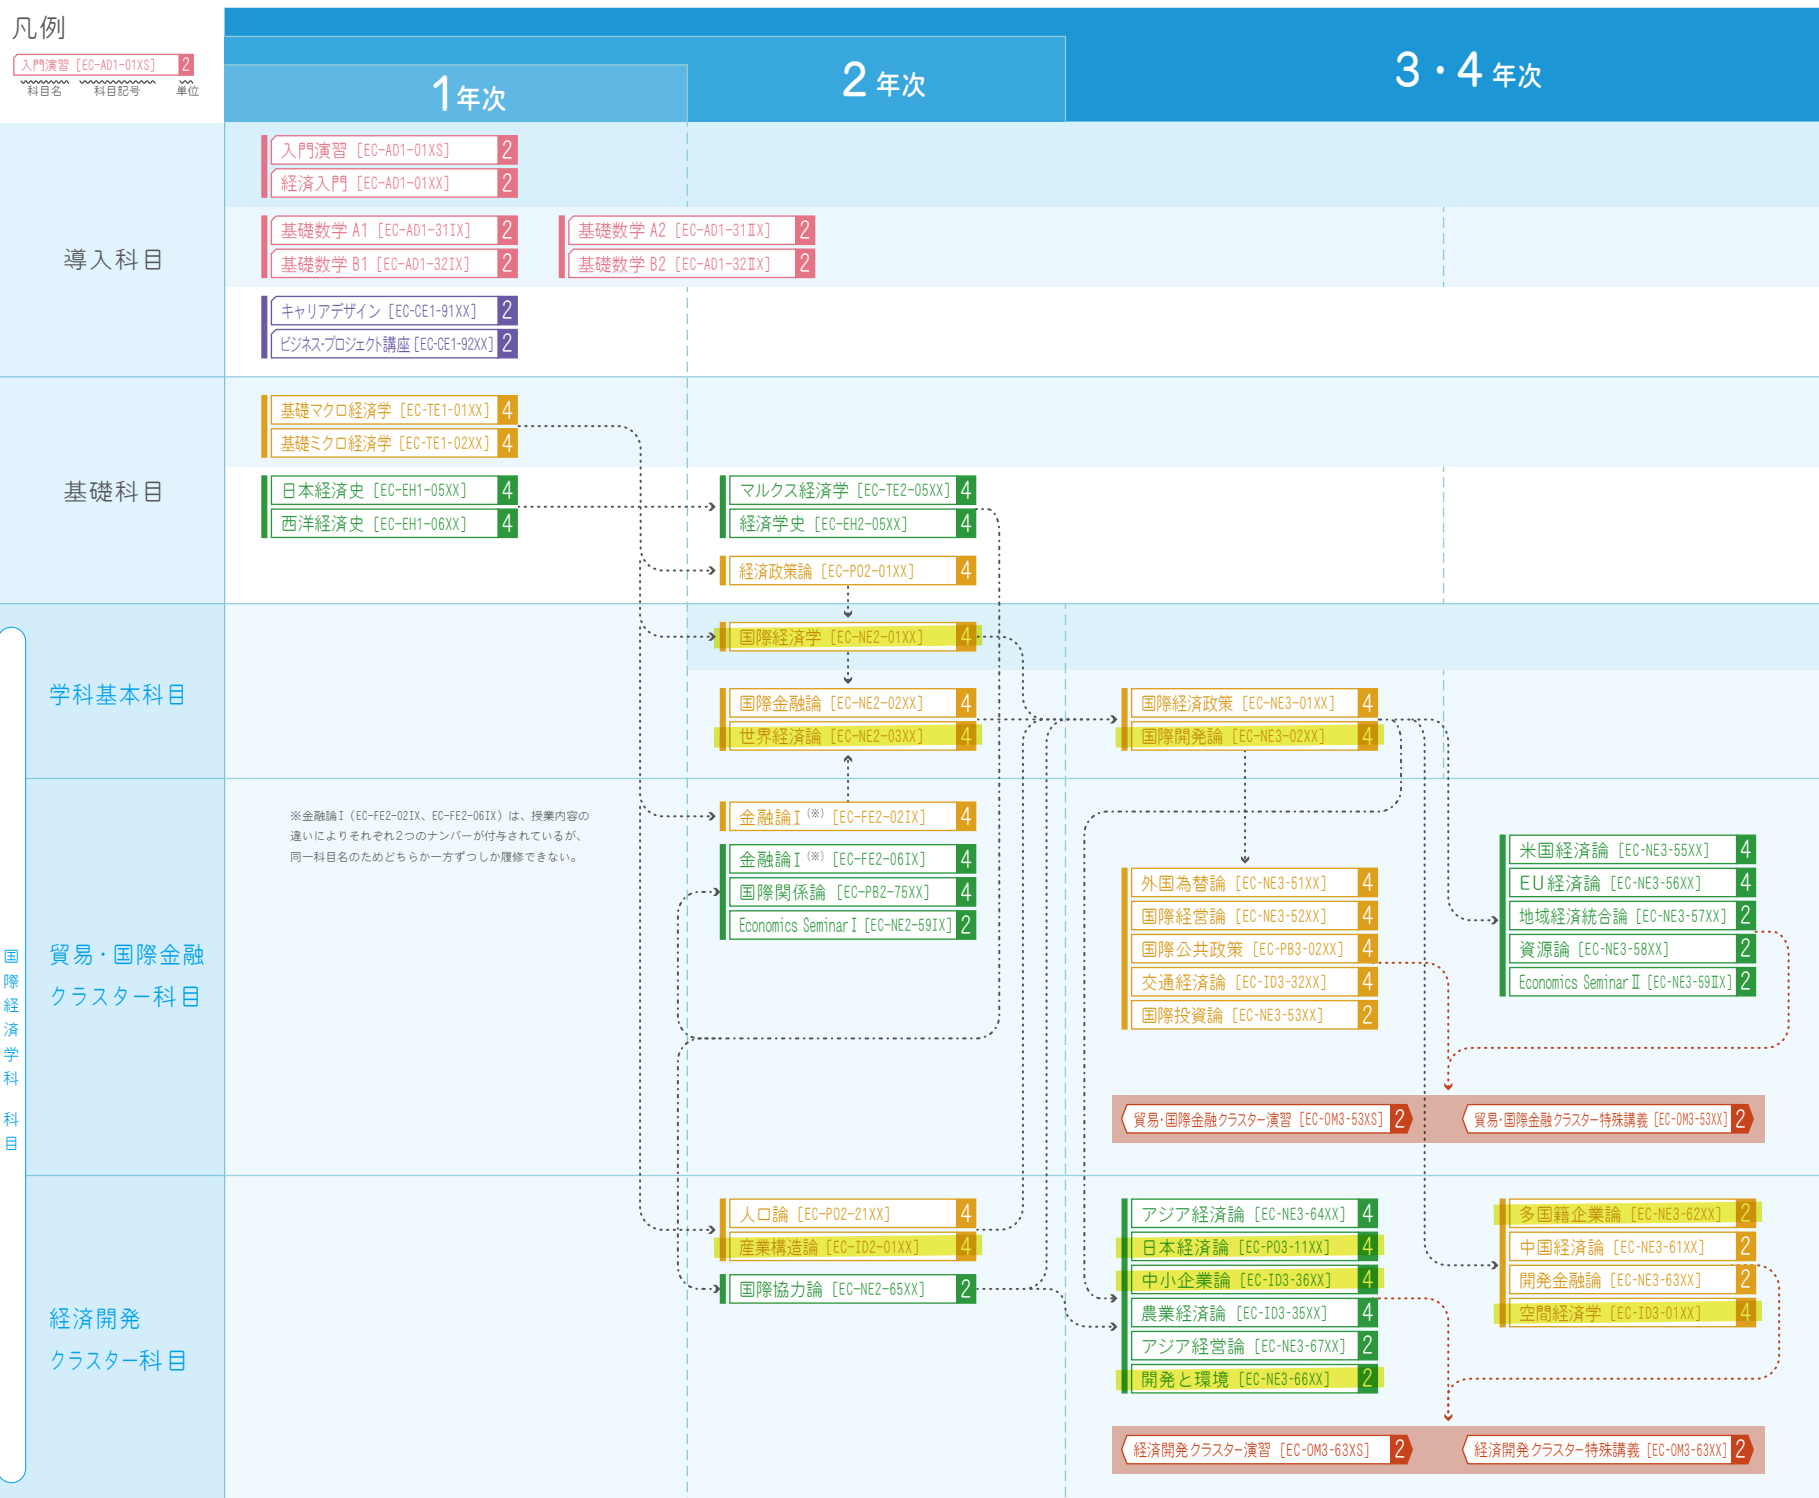 凡例
入門演習 [EC-AD1-01XS] 2
科目名 科目記号 単位
1年次
2年次
3・4年次
導入科目
入門演習 [EC-AD1-01XS] 2
経済入門 [EC-AD1-01XX] 2
基礎数学 A1 [EC-AD1-31IX] 2
基礎数学 B1 [EC-AD1-32IX] 2
基礎数学 A2 [EC-AD1-31ⅡX] 2
基礎数学 B2 [EC-AD1-32ⅡX] 2
キャリアデザイン [EC-CE1-91XX] 2
ビジネス・プロジェクト講座 [EC-CE1-92XX] 2
基礎科目
基礎マクロ経済学 [EC-TE1-01XX] 4
基礎ミクロ経済学 [EC-TE1-02XX] 4
日本経済史 [EC-EH1-05XX] 4
西洋経済史 [EC-EH1-06XX] 4
マルクス経済学 [EC-TE2-05XX] 4
経済学史 [EC-EH2-05XX] 4
経済政策論 [EC-PO2-01XX] 4
国際経済学科 科目
学科基本科目
国際経済学 [EC-NE2-01XX] 4
国際金融論 [EC-NE2-02XX] 4
世界経済論 [EC-NE2-03XX] 4
国際経済政策 [EC-NE3-01XX] 4
国際開発論 [EC-NE3-02XX] 4
貿易・国際金融
クラスター科目
※金融論Ⅰ(EC-FE2-02IX、EC-FE2-06IX)は、授業内容の
違いによりそれぞれ2つのナンバーが付与されているが、
同一科目名のためどちらか一方ずつしか履修できない。
金融論Ⅰ(※) [EC-FE2-02IX] 4
金融論Ⅰ(※) [EC-FE2-06IX] 4
国際関係論 [EC-PB2-75XX] 4
Economics SeminarⅠ [EC-NE2-59IX] 2
外国為替論 [EC-NE3-51XX] 4
国際経営論 [EC-NE3-52XX] 4
国際公共政策 [EC-PB3-02XX] 4
交通経済論 [EC-ID3-32XX] 4
国際投資論 [EC-NE3-53XX] 2
米国経済論 [EC-NE3-55XX] 4
EU経済論 [EC-NE3-56XX] 4
地域経済統合論 [EC-NE3-57XX] 2
資源論 [EC-NE3-58XX] 2
Economics SeminarⅡ [EC-NE3-59ⅡX] 2
貿易・国際金融クラスター演習 [EC-OM3-53XS] 2
貿易・国際金融クラスター特殊講義 [EC-OM3-53XX] 2
経済開発
クラスター科目
人口論 [EC-PO2-21XX] 4
産業構造論 [EC-ID2-01XX] 4
国際協力論 [EC-NE2-65XX] 2
アジア経済論 [EC-NE3-64XX] 4
日本経済論 [EC-PO3-11XX] 4
中小企業論 [EC-ID3-36XX] 4
農業経済論 [EC-ID3-35XX] 4
アジア経営論 [EC-NE3-67XX] 2
開発と環境 [EC-NE3-66XX] 2
多国籍企業論 [EC-NE3-62XX] 2
中国経済論 [EC-NE3-61XX] 2
開発金融論 [EC-NE3-63XX] 2
空間経済学 [EC-ID3-01XX] 4
経済開発クラスター演習 [EC-OM3-63XS] 2
経済開発クラスター特殊講義 [EC-OM3-63XX] 2